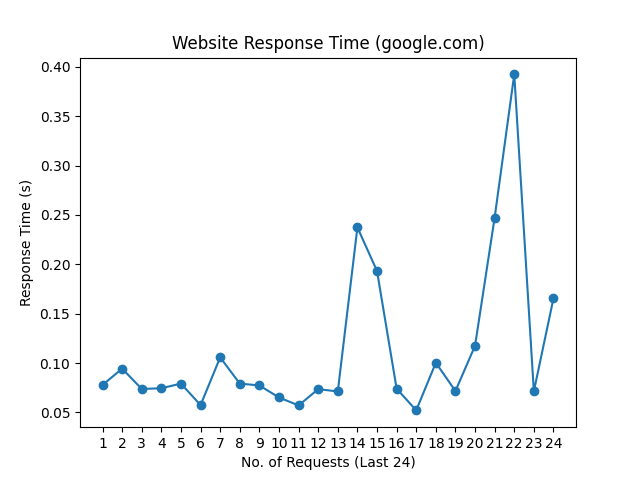 Website Response Time (google.com)
0.40
0.35
0.30
0.25
0.20
0.15
0.10
0.05
Response Time (s)
1 2 3 4 5 6 7 8 9 10 11 12 13 14 15 16 17 18 19 20 21 22 23 24
No. of Requests (Last 24)